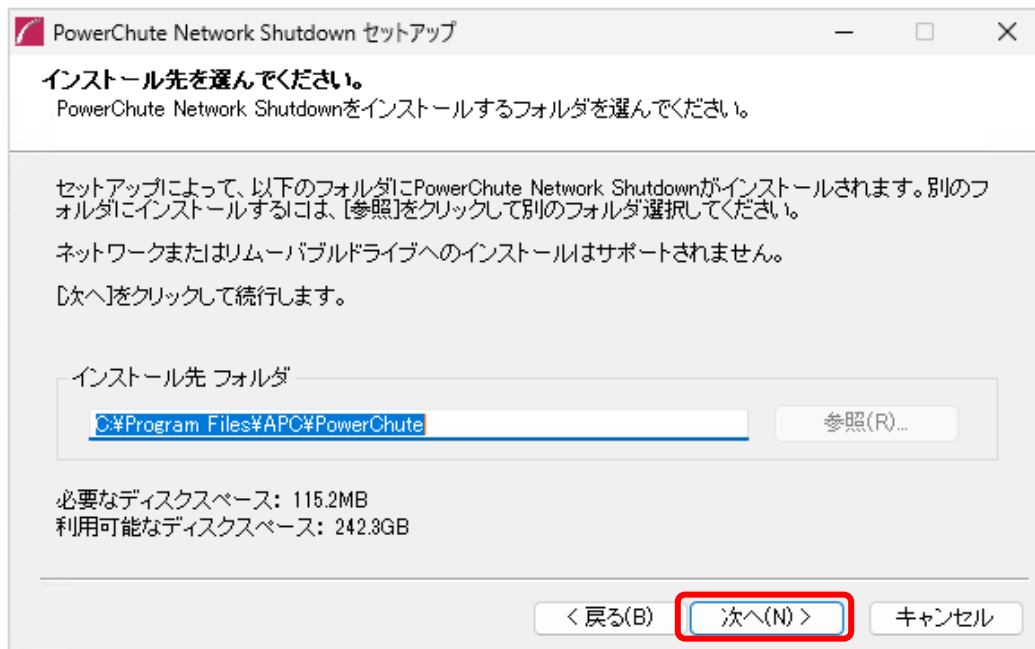 PowerChute Network Shutdown セットアップ
インストール先を選んでください。
PowerChute Network Shutdownをインストールするフォルダを選んでください。
セットアップによって、以下のフォルダにPowerChute Network Shutdownがインストールされます。別のフ
ォルダにインストールするには、[参照]をクリックして別のフォルダ選択してください。
ネットワークまたはリムーバブルドライブへのインストールはサポートされません。
[次へ]をクリックして続行します。
インストール先 フォルダ
C:¥Program Files¥APC¥PowerChute
参照(R)...
必要なディスクスペース: 115.2MB
利用可能なディスクスペース: 242.3GB
< 戻る(B)
次へ(N) >
キャンセル